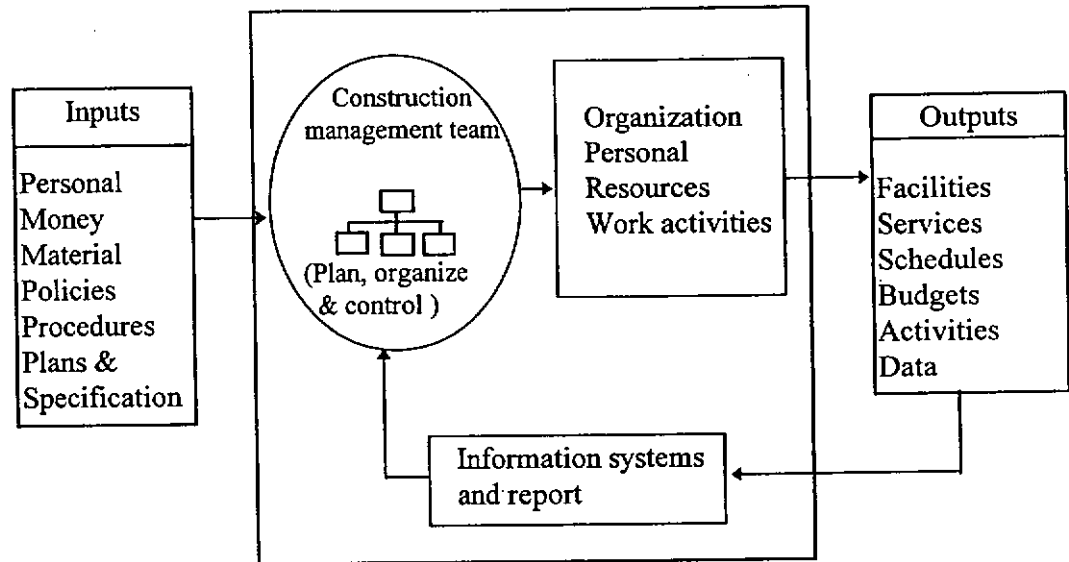 Inputs
Personal
Money
Material
Policies
Procedures
Plans &
Specification
Construction
management team
(Plan, organize
& control )
Organization
Personal
Resources
Work activities
Outputs
Facilities
Services
Schedules
Budgets
Activities
Data
Information systems
and report